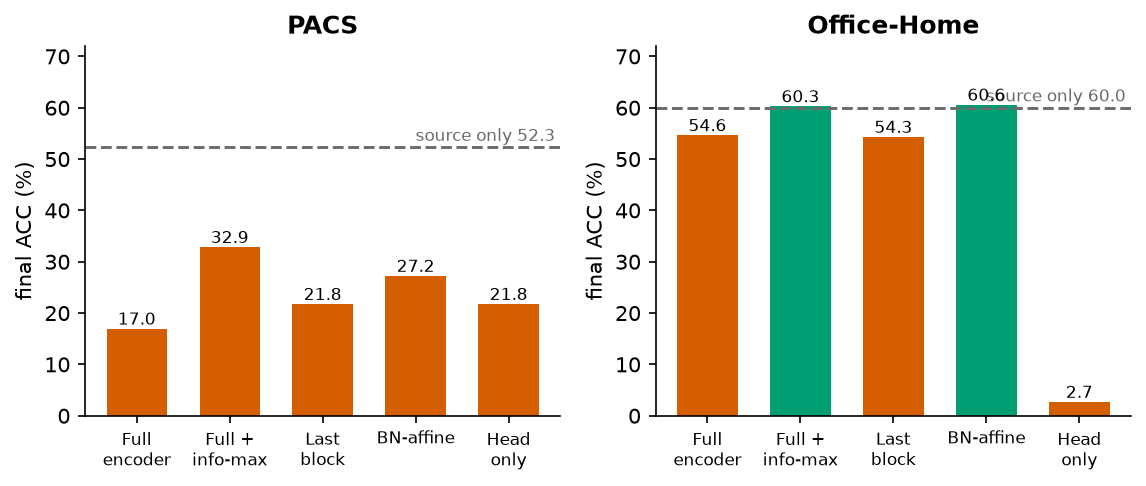 PACS
final ACC (%)
70
60
50
40
30
20
10
0
source only 52.3
17.0
32.9
21.8
27.2
21.8
Full
encoder
Full +
info-max
Last
block
BN-affine
Head
only
Office-Home
final ACC (%)
70
60
50
40
30
20
10
0
source only 60.0
54.6
60.3
54.3
60.6
2.7
Full
encoder
Full +
info-max
Last
block
BN-affine
Head
only